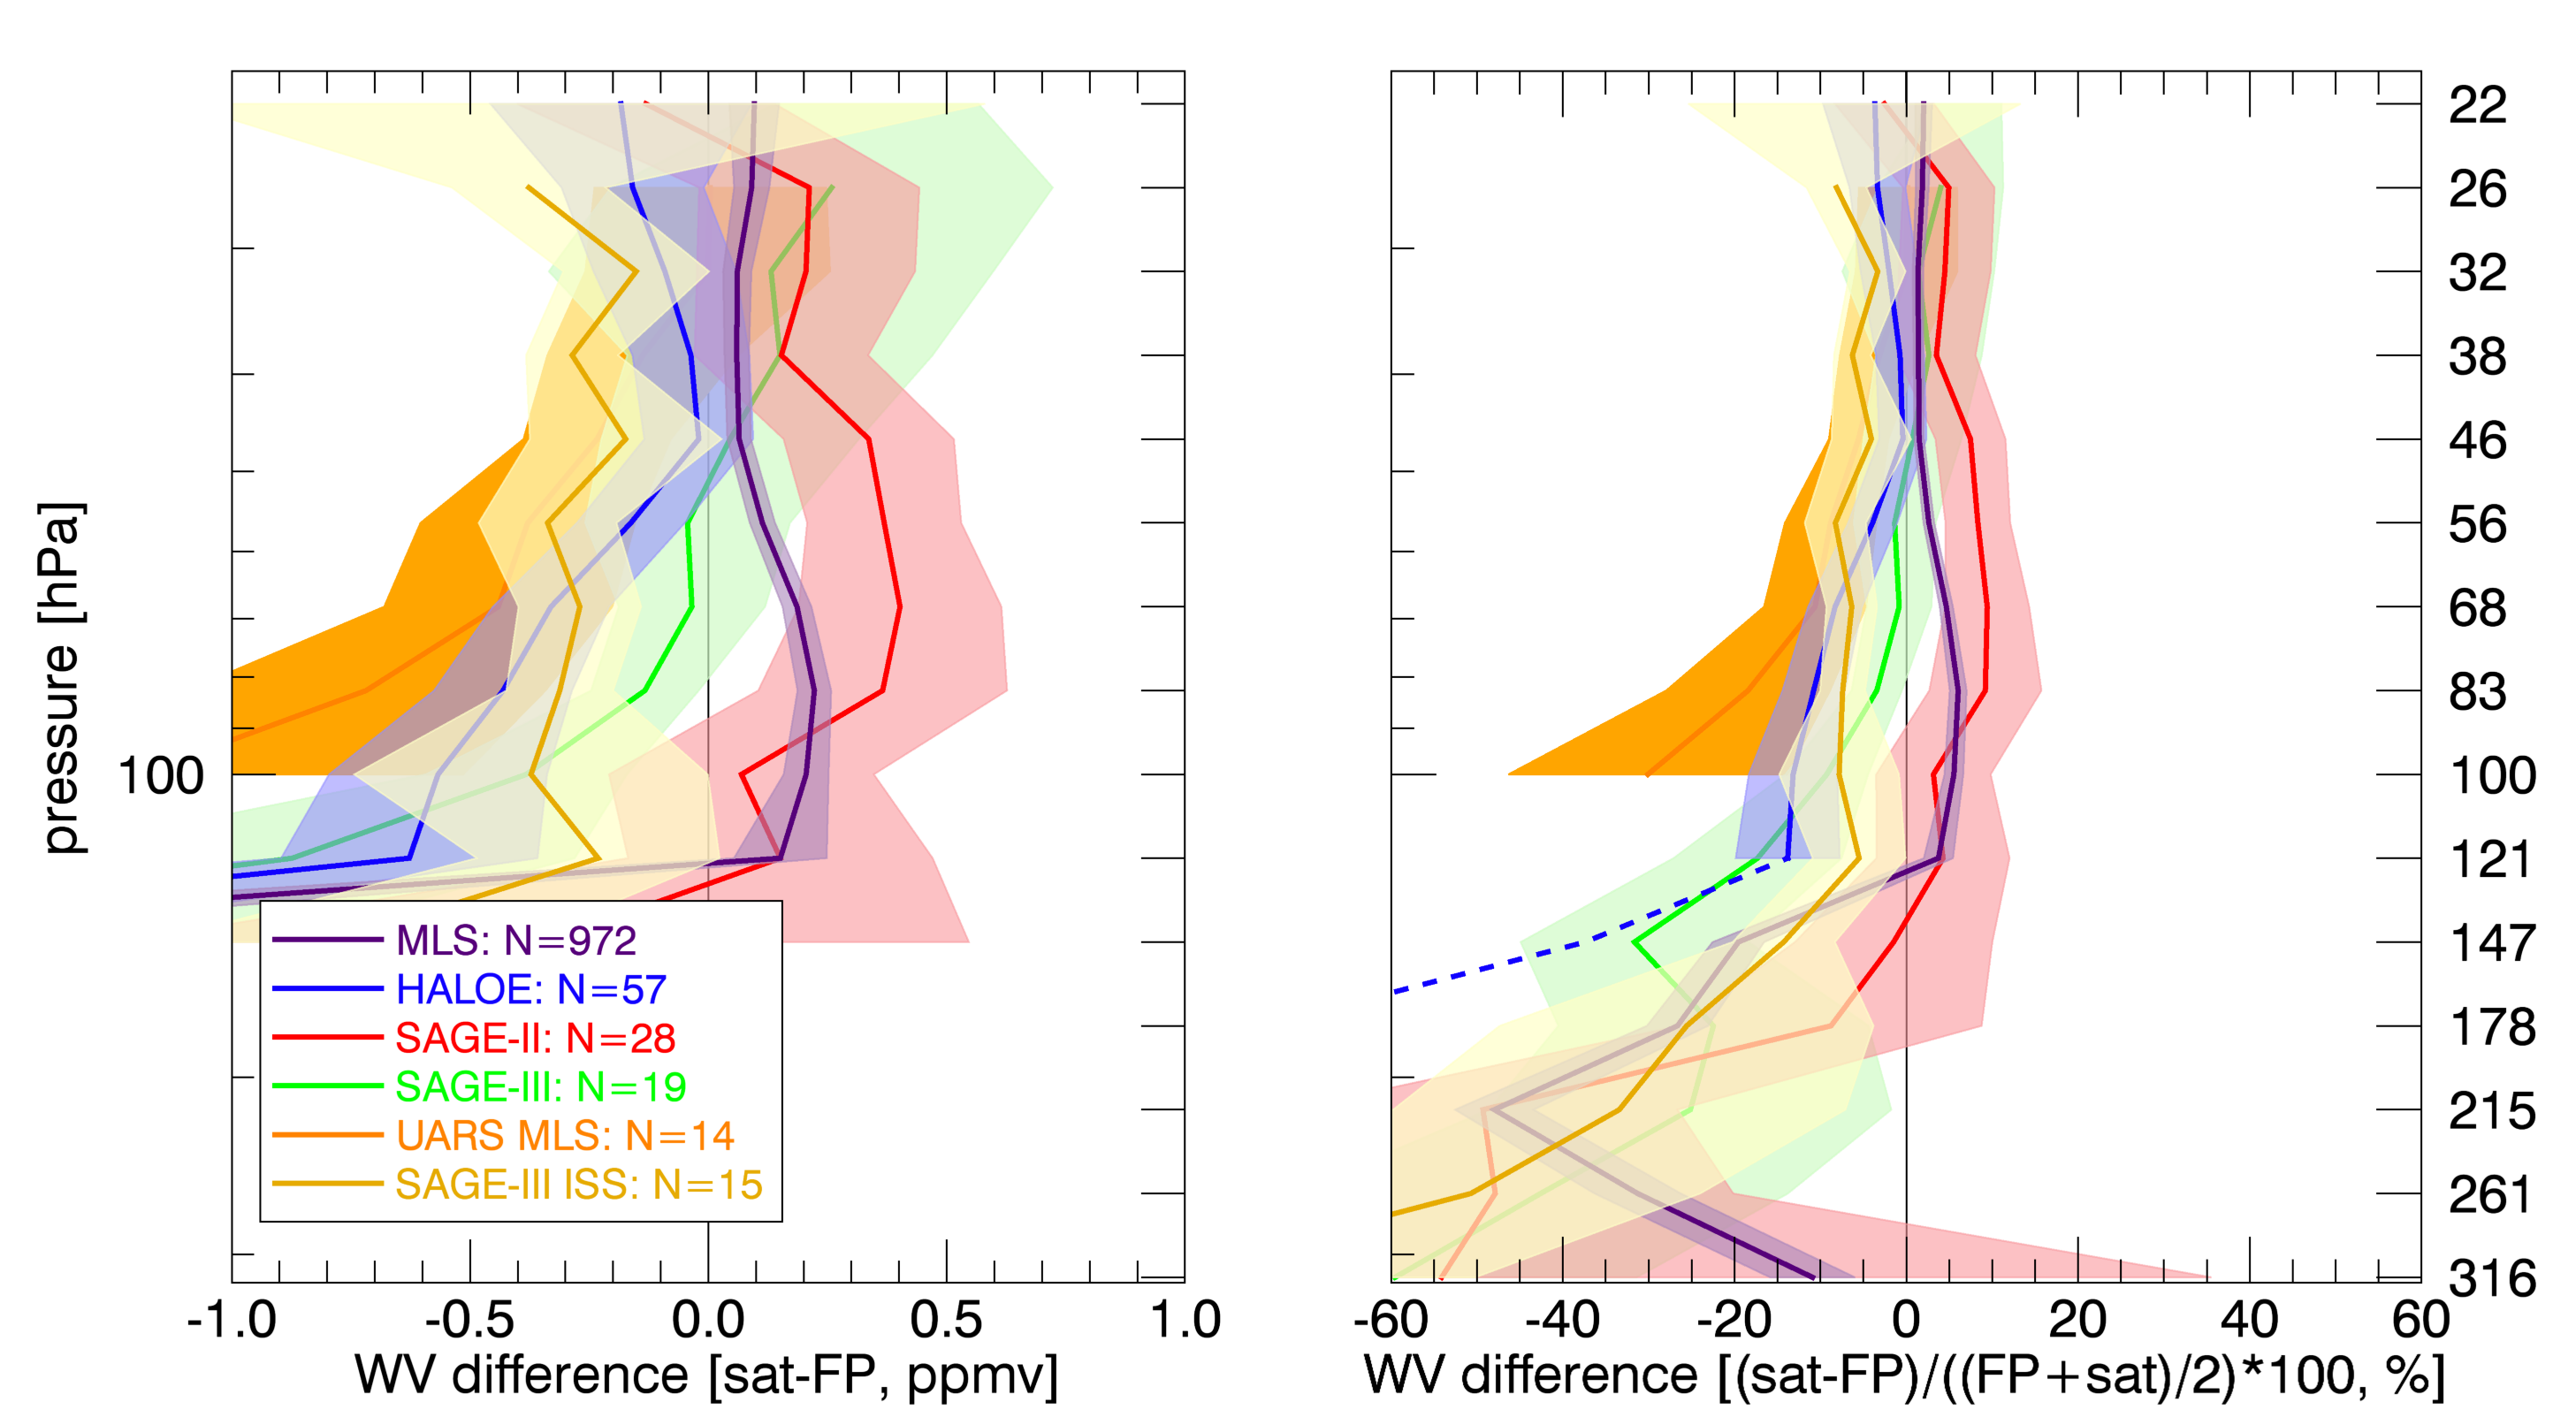 pressure [hPa]
100
MLS: N=972
HALOE: N=57
SAGE-II: N=28
SAGE-III: N=19
UARS MLS: N=14
SAGE-III ISS: N=15
-1.0 -0.5 0.0 0.5 1.0
WV difference [sat-FP, ppmv]
22
26
32
38
46
56
68
83
100
121
147
178
215
261
316
-60 -40 -20 0 20 40 60
WV difference [(sat-FP)/((FP+sat)/2)*100, %]